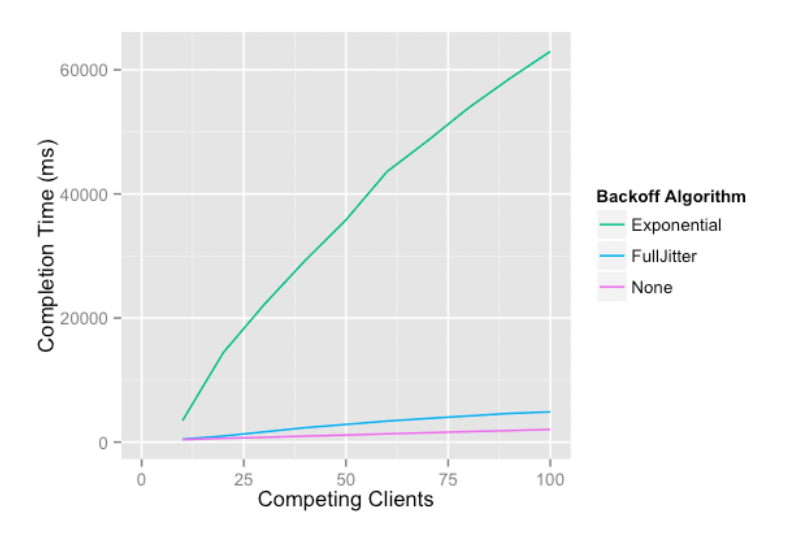 60000
40000
20000
0
Completion Time (ms)
0 25 50 75 100
Competing Clients
Backoff Algorithm
Exponential
FullJitter
None